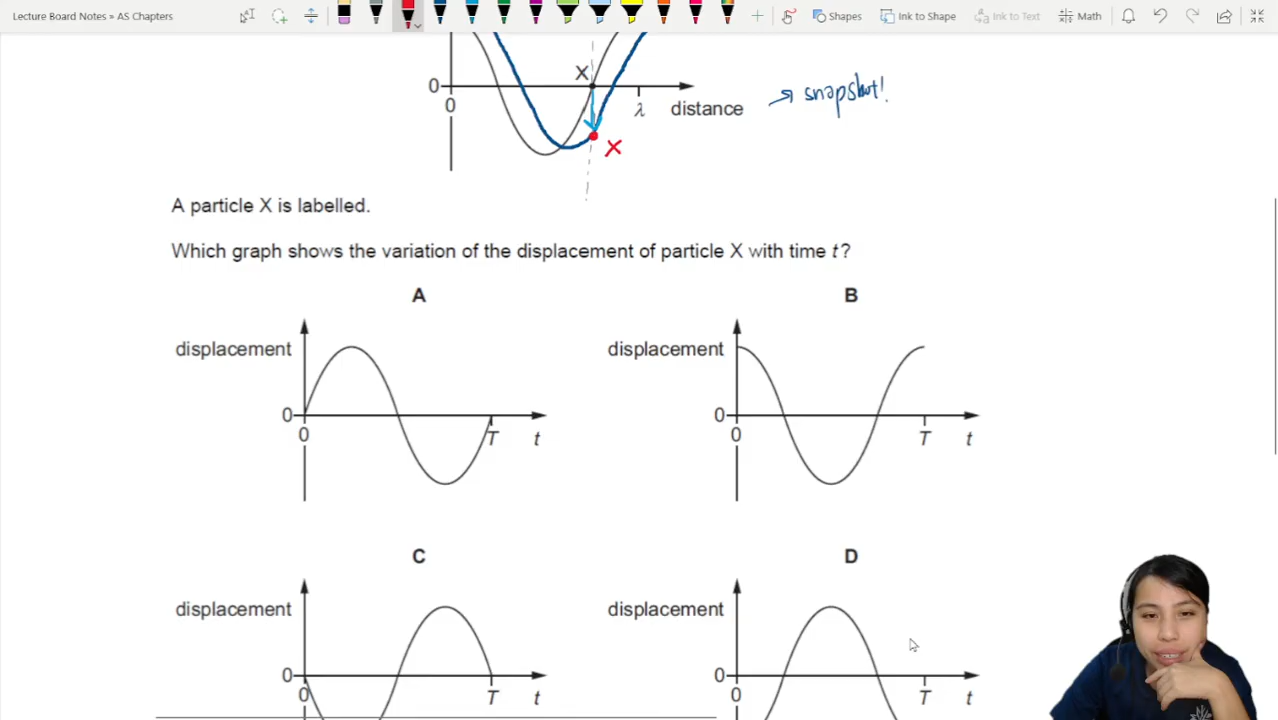 Lecture Board Notes » AS Chapters
Shapes
Ink to Shape
Ink to Text
Math
X
0
0
λ
distance
→ snapshot!
X
A particle X is labelled.
Which graph shows the variation of the displacement of particle X with time t?
A
B
displacement
displacement
0
0
0
T
t
0
T
t
C
D
displacement
displacement
0
0
0
T
t
0
T
t